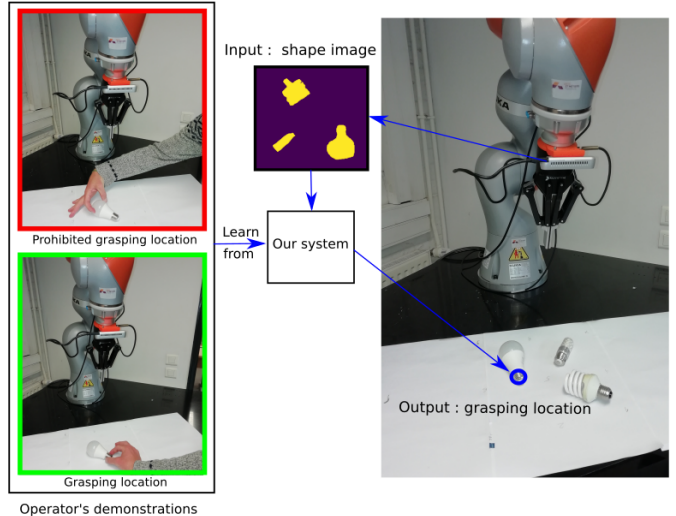 Input : shape image
Prohibited grasping location
Learn
from
Our system
Output : grasping location
Grasping location
Operator's demonstrations